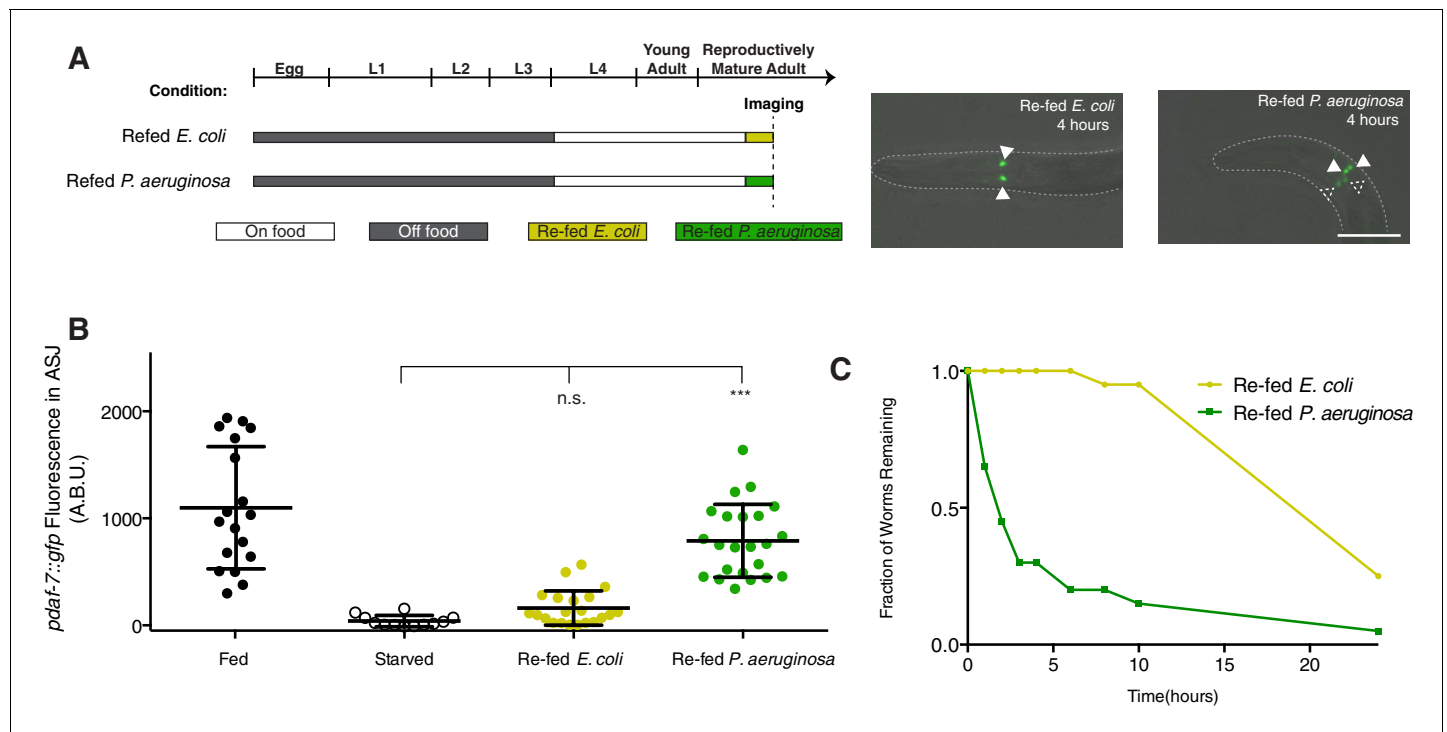 A
Egg L1 L2 L3 L4 Young Adult Reproductively Mature Adult
Condition:
Imaging
Refed E. coli
Refed P. aeruginosa
On food Off food Re-fed E. coli Re-fed P. aeruginosa
Re-fed E. coli
4 hours
Re-fed P. aeruginosa
4 hours
B
pdaf-7::gfp Fluorescence in ASJ
(A.B.U.)
2000
1000
0
n.s.
***
Fed Starved Re-fed E. coli Re-fed P. aeruginosa
C
Fraction of Worms Remaining
1.0
0.5
0.0
Re-fed E. coli
Re-fed P. aeruginosa
0 5 10 15 20
Time(hours)